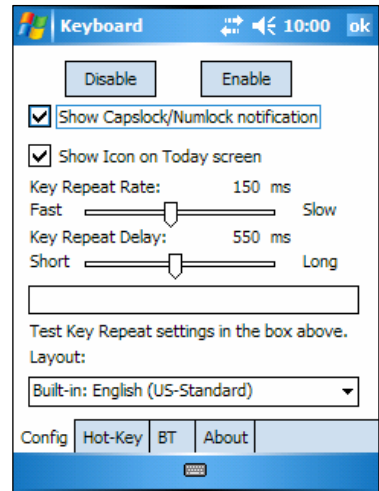 Keyboard 10:00 ok
Disable Enable
Show Capslock/Numlock notification
Show Icon on Today screen
Key Repeat Rate: 150 ms
Fast Slow
Key Repeat Delay: 550 ms
Short Long
Test Key Repeat settings in the box above.
Layout:
Built-in: English (US-Standard)
Config Hot-Key BT About